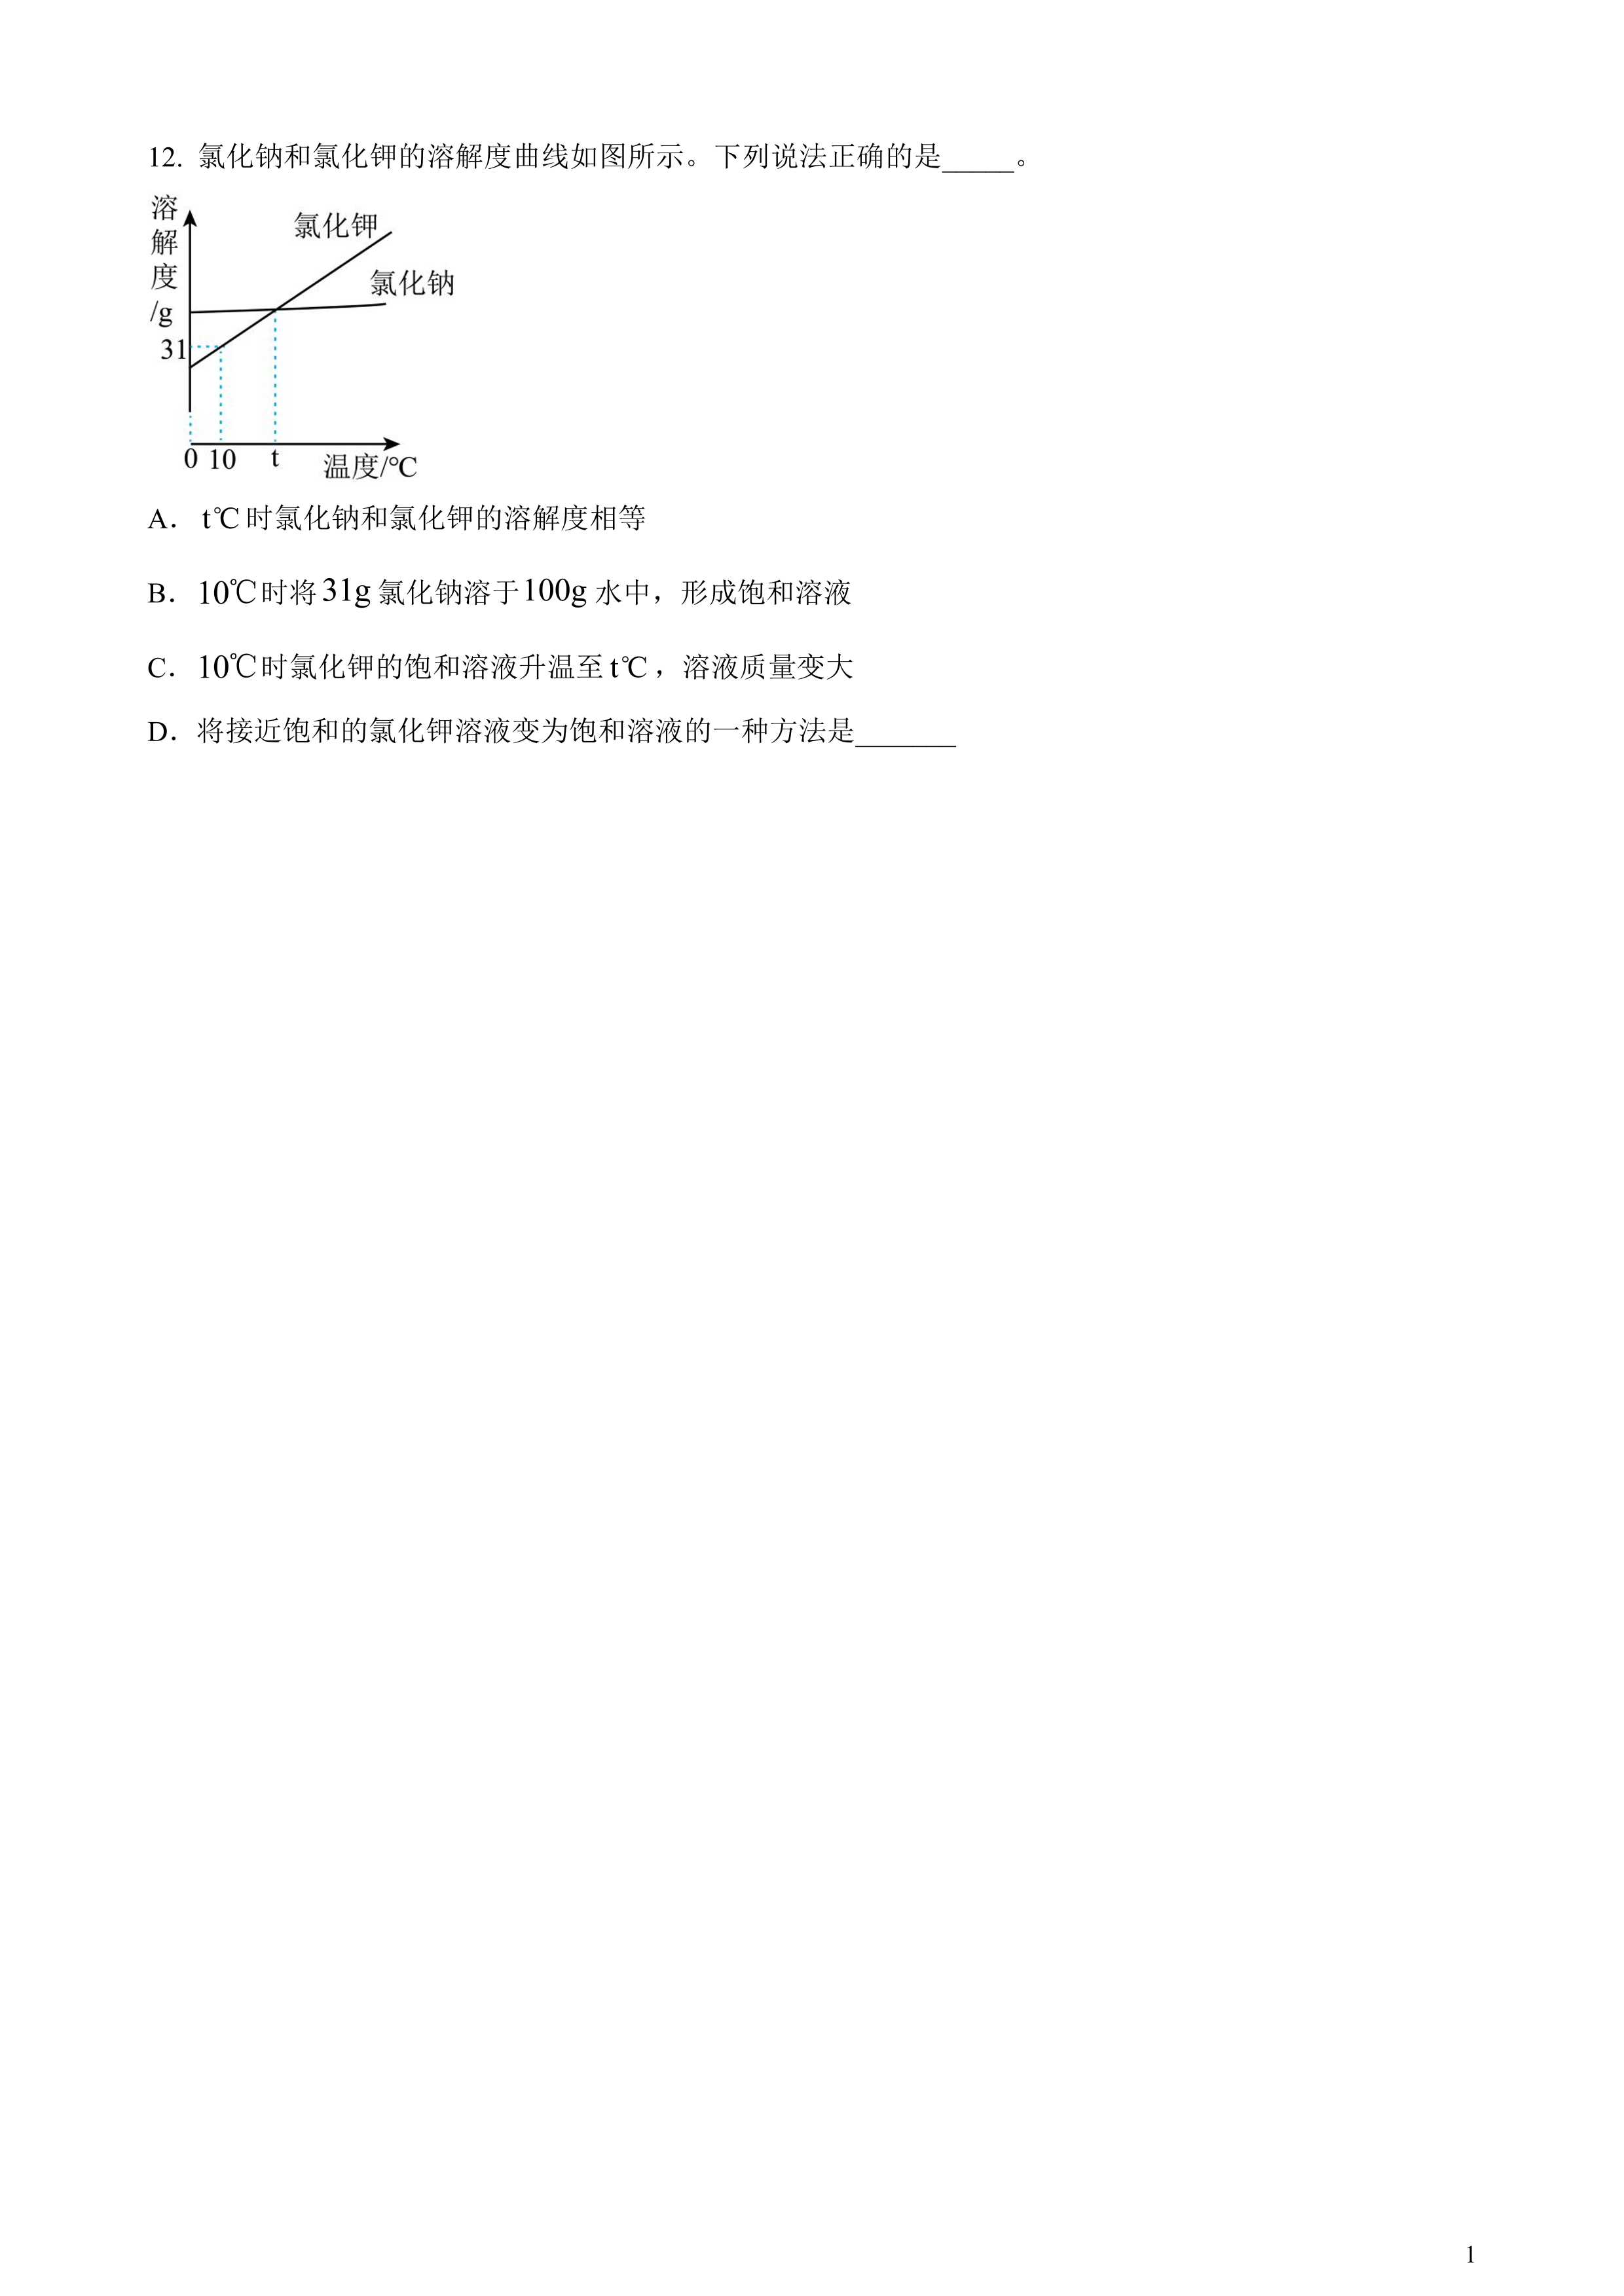 12. 氯化钠和氯化钾的溶解度曲线如图所示。下列说法正确的是_____。
溶解度/g
氯化钾
氯化钠
31
0 10 t 温度/℃
A. t℃时氯化钠和氯化钾的溶解度相等
B. 10℃时将31g氯化钠溶于100g水中，形成饱和溶液
C. 10℃时氯化钾的饱和溶液升温至t℃，溶液质量变大
D. 将接近饱和的氯化钾溶液变为饱和溶液的一种方法是_______
1